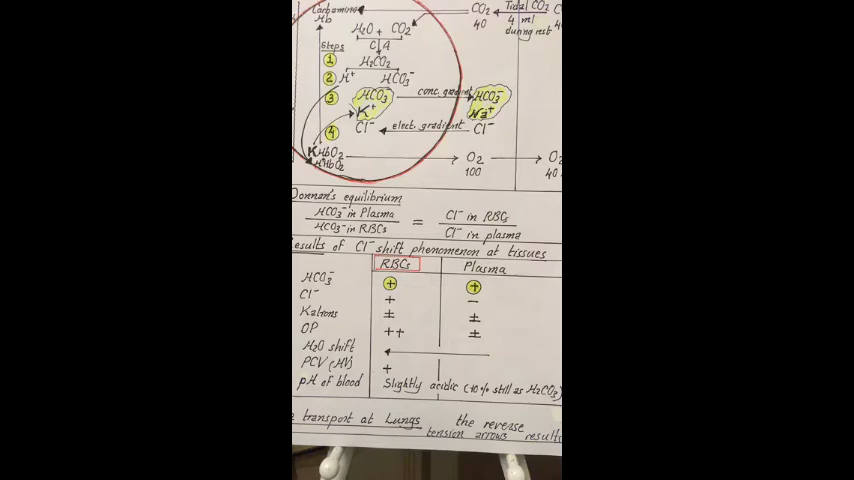 Carbamino
Hb
CO₂
40
Tidal CO₂
4 ml
during rest
40
H₂O + CO₂
C A
H₂CO₃
H⁺ HCO₃⁻
Steps
1
2
3
4
HCO₃⁻ conc. gradient HCO₃⁻
K⁺ Na⁺
Cl⁻ elect. gradient Cl⁻
KHbO₂ O₂ O₂
HHbO₂ 100 40
Donnan's equilibrium
HCO₃⁻ in Plasma = Cl⁻ in RBCs
HCO₃⁻ in RBCs Cl⁻ in plasma
esults of Cl⁻ shift phenomenon at tissues
RBCs Plasma
HCO₃⁻ + +
Cl⁻ + −
Kations ± ±
OP ++ ±
H₂O shift
PCV (HV) +
pH of blood Slightly acidic (10% still as H₂CO₃)
transport at Lungs the reverse
tension arrows results